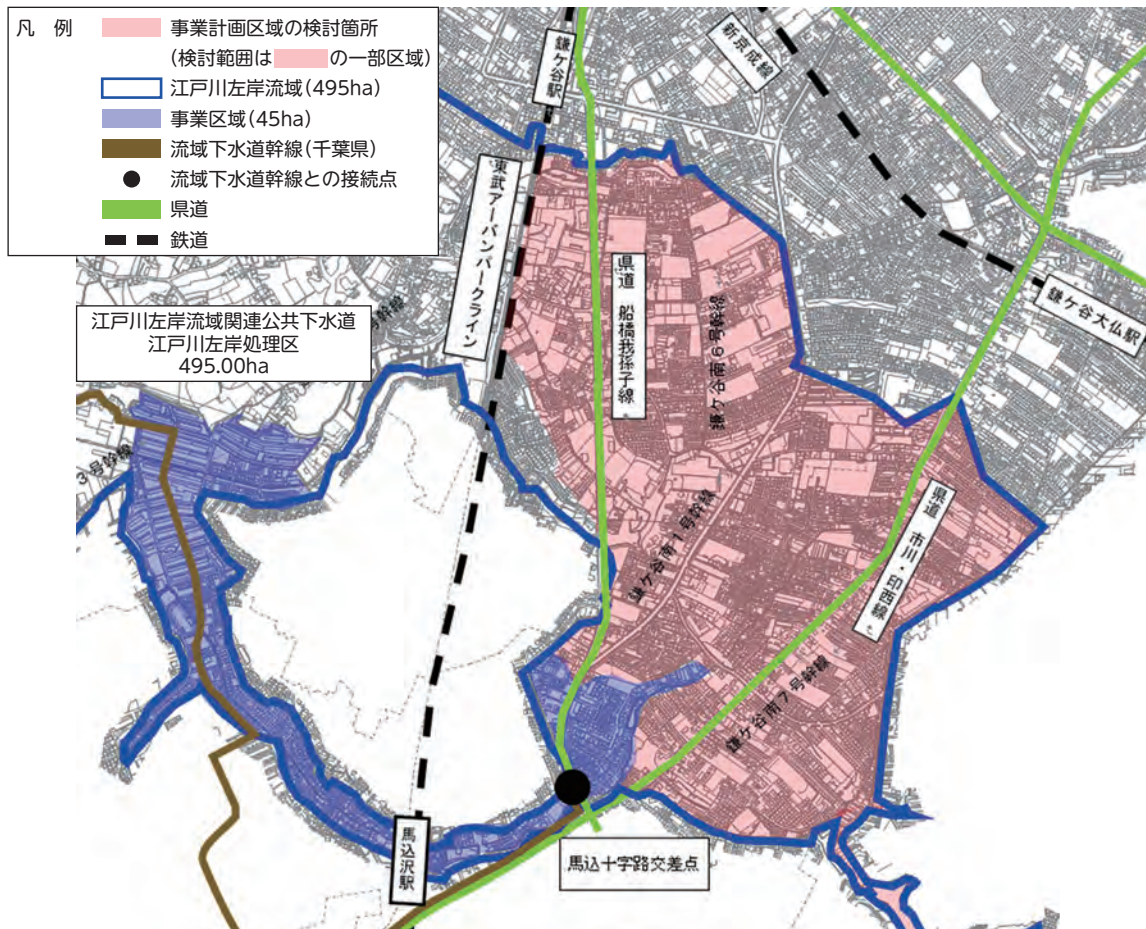 凡 例
事業計画区域の検討箇所
(検討範囲は の一部区域)
江戸川左岸流域(495ha)
事業区域(45ha)
流域下水道幹線(千葉県)
流域下水道幹線との接続点
県道
鉄道
鎌ケ谷駅
新京成線
東武アーバンパークライン
県道 船橋我孫子線
鎌ケ谷南6号幹線
鎌ケ谷大仏駅
江戸川左岸流域関連公共下水道
江戸川左岸処理区
495.00ha
号幹線
3号幹線
鎌ケ谷南1号幹線
県道 市川・印西線
鎌ケ谷南7号幹線
馬込沢駅
馬込十字路交差点